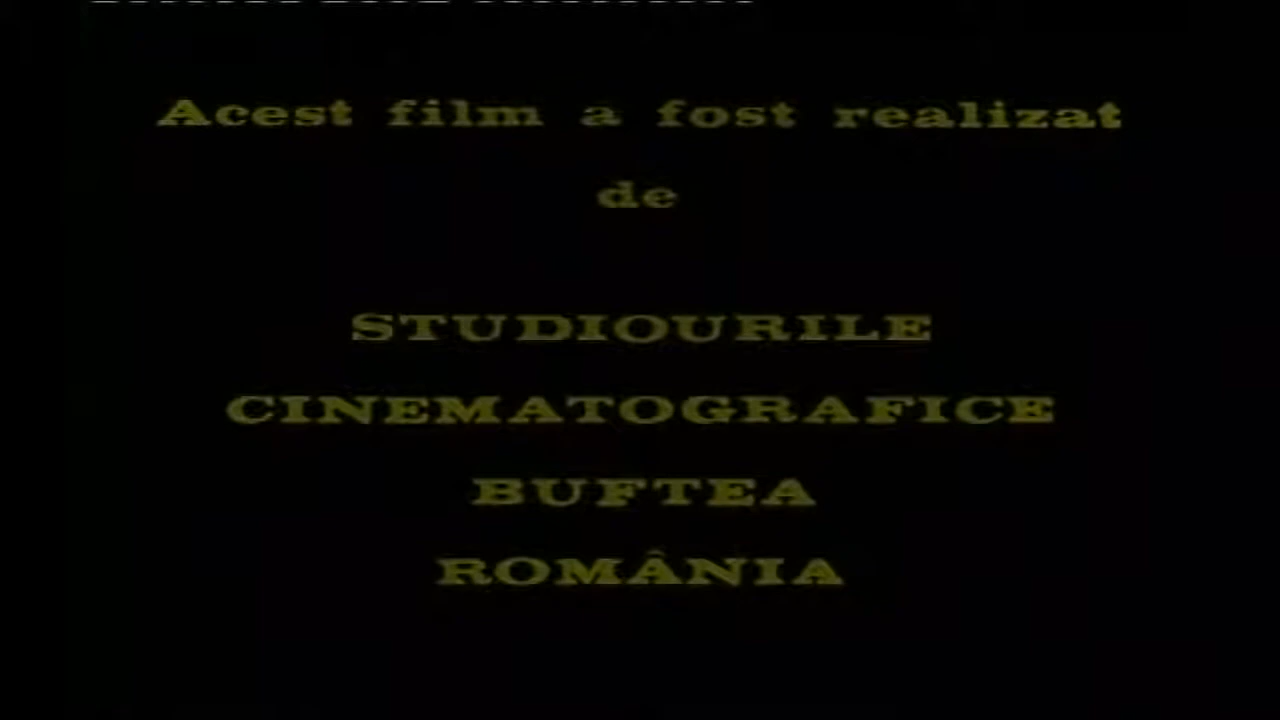 Acest film a fost realizat
de
STUDIOURILE
CINEMATOGRAFICE
BUFTEA
ROMÂNIA